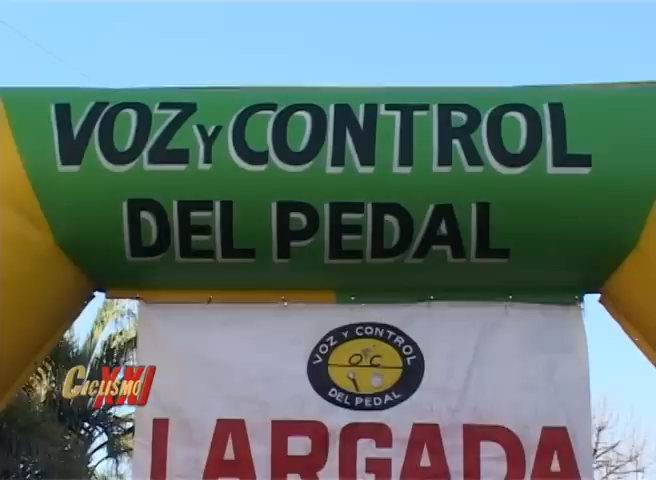 VOZ Y CONTROL
DEL PEDAL
VOZ Y CONTROL
DEL PEDAL
CICLISMO
XXI
LARGADA